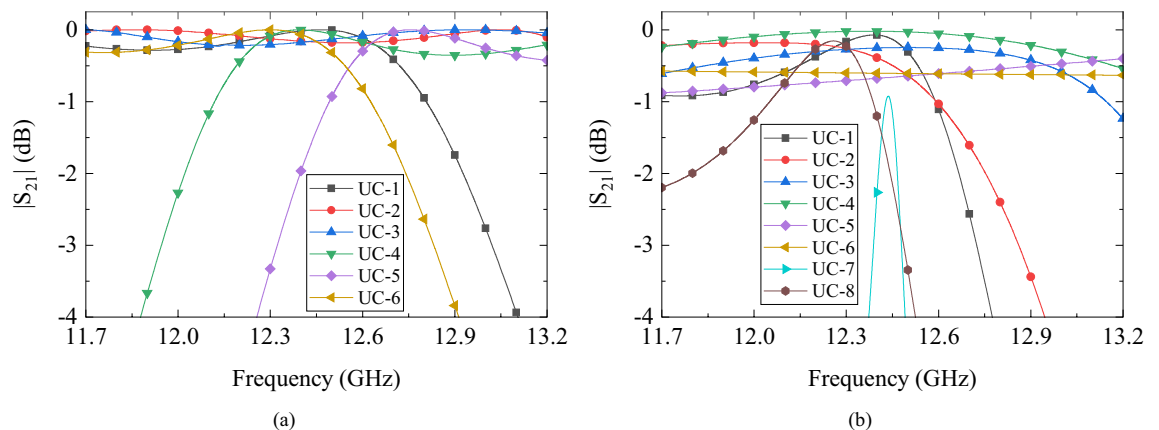 |S21| (dB)
0
-1
-2
-3
-4
UC-1
UC-2
UC-3
UC-4
UC-5
UC-6
11.7 12.0 12.3 12.6 12.9 13.2
Frequency (GHz)
(a)
|S21| (dB)
0
-1
-2
-3
-4
UC-1
UC-2
UC-3
UC-4
UC-5
UC-6
UC-7
UC-8
11.7 12.0 12.3 12.6 12.9 13.2
Frequency (GHz)
(b)